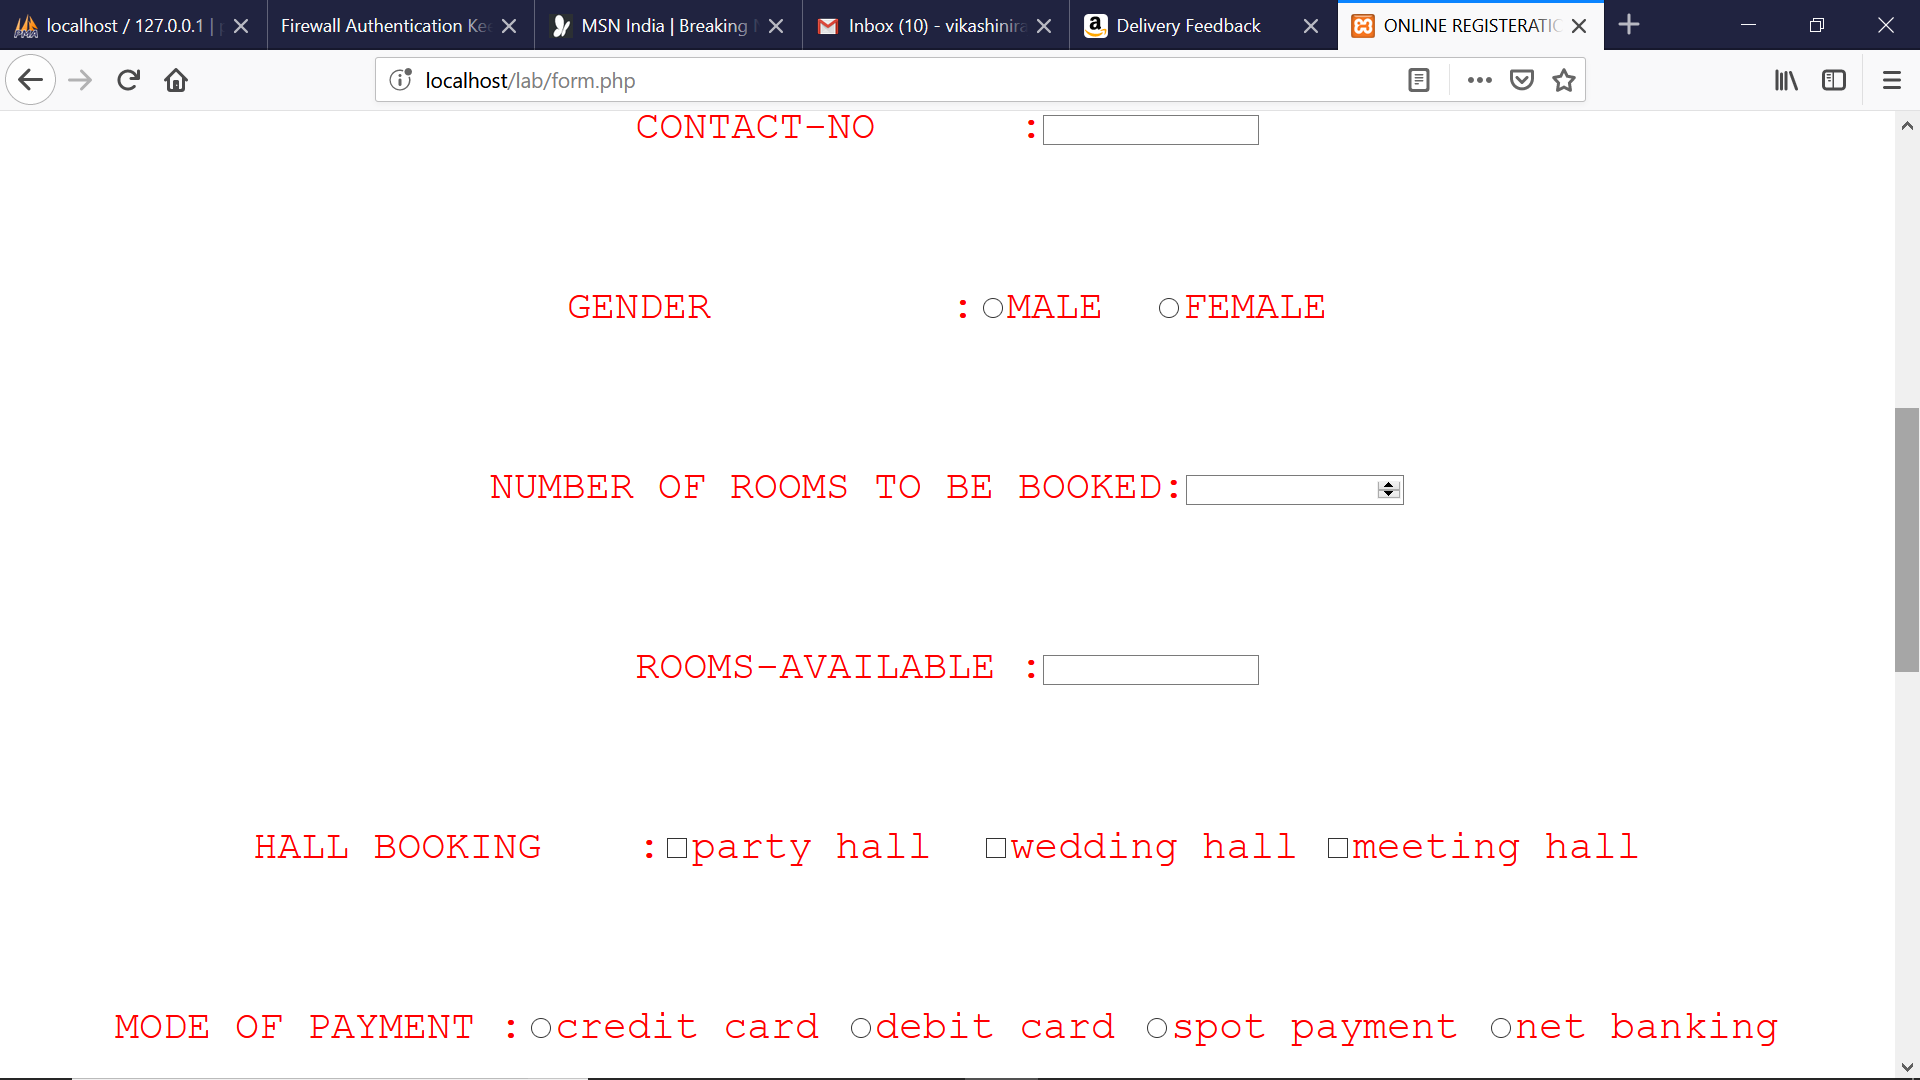 localhost / 127.0.0.1 |
Firewall Authentication Ke
MSN India | Breaking
Inbox (10) - vikashinira
Delivery Feedback
ONLINE REGISTERATIO
localhost/lab/form.php
CONTACT-NO :
GENDER : MALE FEMALE
NUMBER OF ROOMS TO BE BOOKED:
ROOMS-AVAILABLE :
HALL BOOKING : party hall wedding hall meeting hall
MODE OF PAYMENT : credit card debit card spot payment net banking